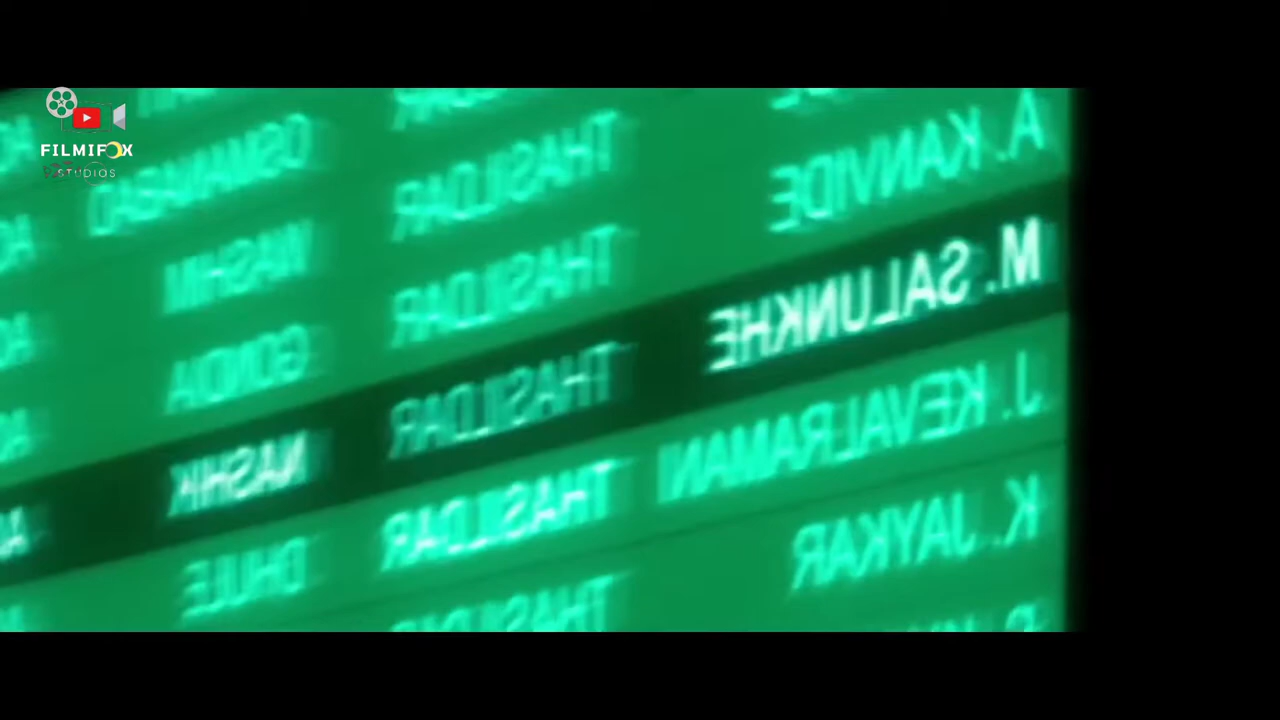 FILMIFOX
STUDIOS
OSMANABAD
THASILDAR WASHIM
A. KANVIDE THASILDAR GONDIA
M. SALUNKHE THASILDAR NASHIK
J. KEVALRAMANI THASILDAR DHULE
K. JAYKAR THASILDAR